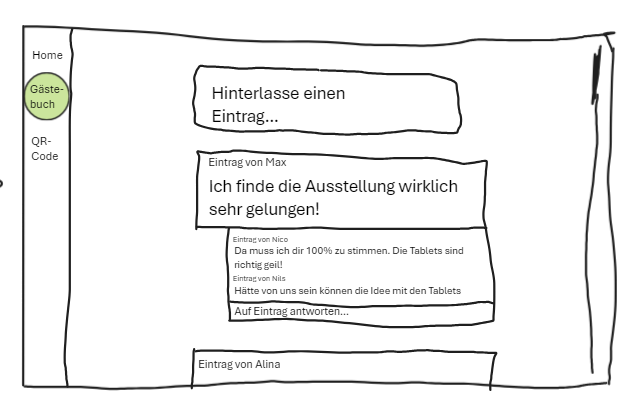 Home
Gäste-
buch
QR-
Code
Hinterlasse einen
Eintrag...
Eintrag von Max
Ich finde die Ausstellung wirklich
sehr gelungen!
Eintrag von Nico
Da muss ich dir 100% zu stimmen. Die Tablets sind
richtig geil!
Eintrag von Nils
Hätte von uns sein können die Idee mit den Tablets
Auf Eintrag antworten...
Eintrag von Alina